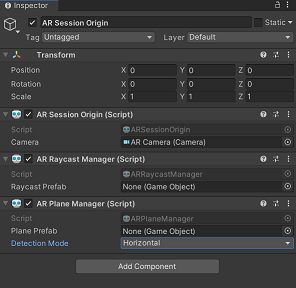 Inspector
AR Session Origin Static
Tag Untagged Layer Default
Transform
Position X 0 Y 0 Z 0
Rotation X 0 Y 0 Z 0
Scale X 1 Y 1 Z 1
AR Session Origin (Script)
Script ARSessionOrigin
Camera AR Camera (Camera)
AR Raycast Manager (Script)
Script ARRaycastManager
Raycast Prefab None (Game Object)
AR Plane Manager (Script)
Script ARPlaneManager
Plane Prefab None (Game Object)
Detection Mode Horizontal
Add Component